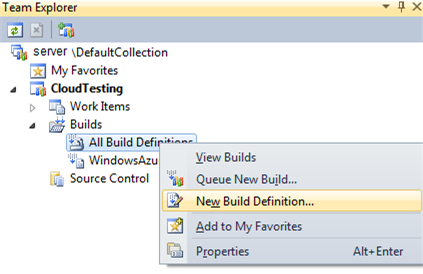 Team Explorer
server \DefaultCollection
My Favorites
CloudTesting
Work Items
Builds
All Build Definitions
WindowsAzu
Source Control
View Builds
Queue New Build...
New Build Definition...
Add to My Favorites
Properties Alt+Enter